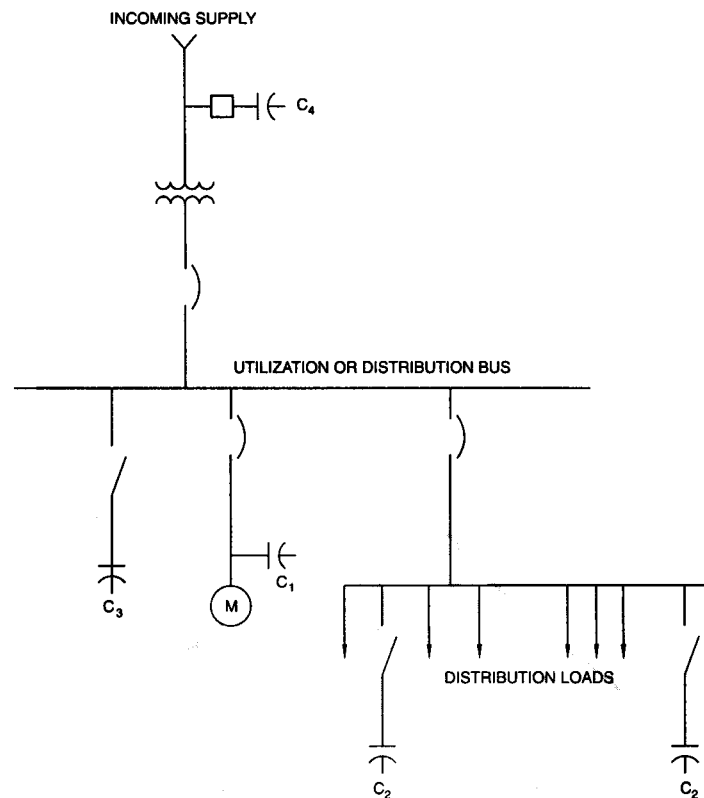 INCOMING SUPPLY
C4
UTILIZATION OR DISTRIBUTION BUS
C3
M
C1
DISTRIBUTION LOADS
C2
C2